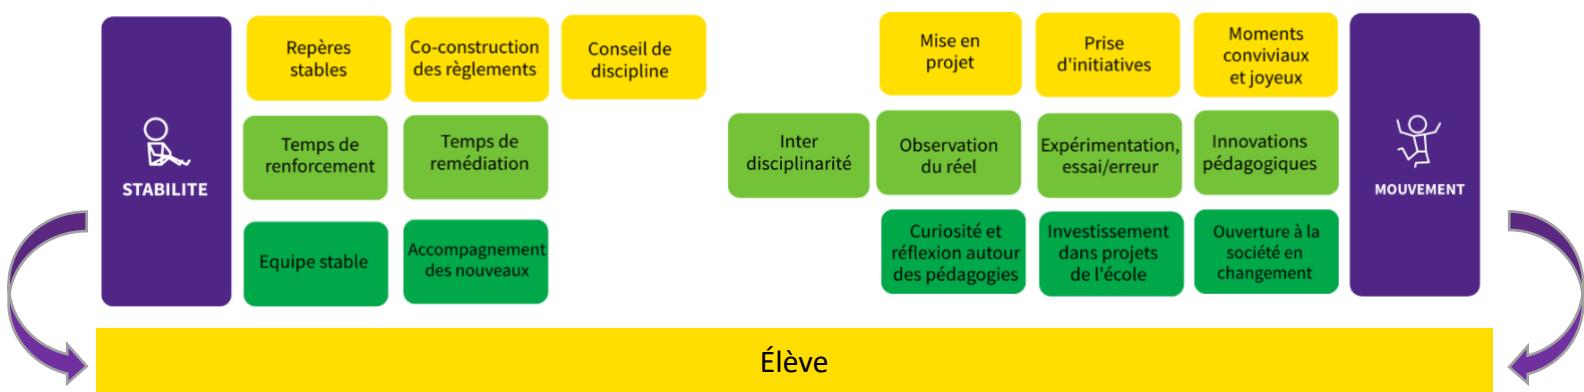 STABILITE
Repères
stables
Co-construction
des règlements
Conseil de
discipline
Temps de
renforcement
Temps de
remédiation
Equipe stable
Accompagnement
des nouveaux
Mise en
projet
Prise
d'initiatives
Moments
conviviaux
et joyeux
Inter
disciplinarité
Observation
du réel
Expérimentation,
essai/erreur
Innovations
pédagogiques
Curiosité et
réflexion autour
des pédagogies
Investissement
dans projets
de l'école
Ouverture à la
société en
changement
MOUVEMENT
Élève